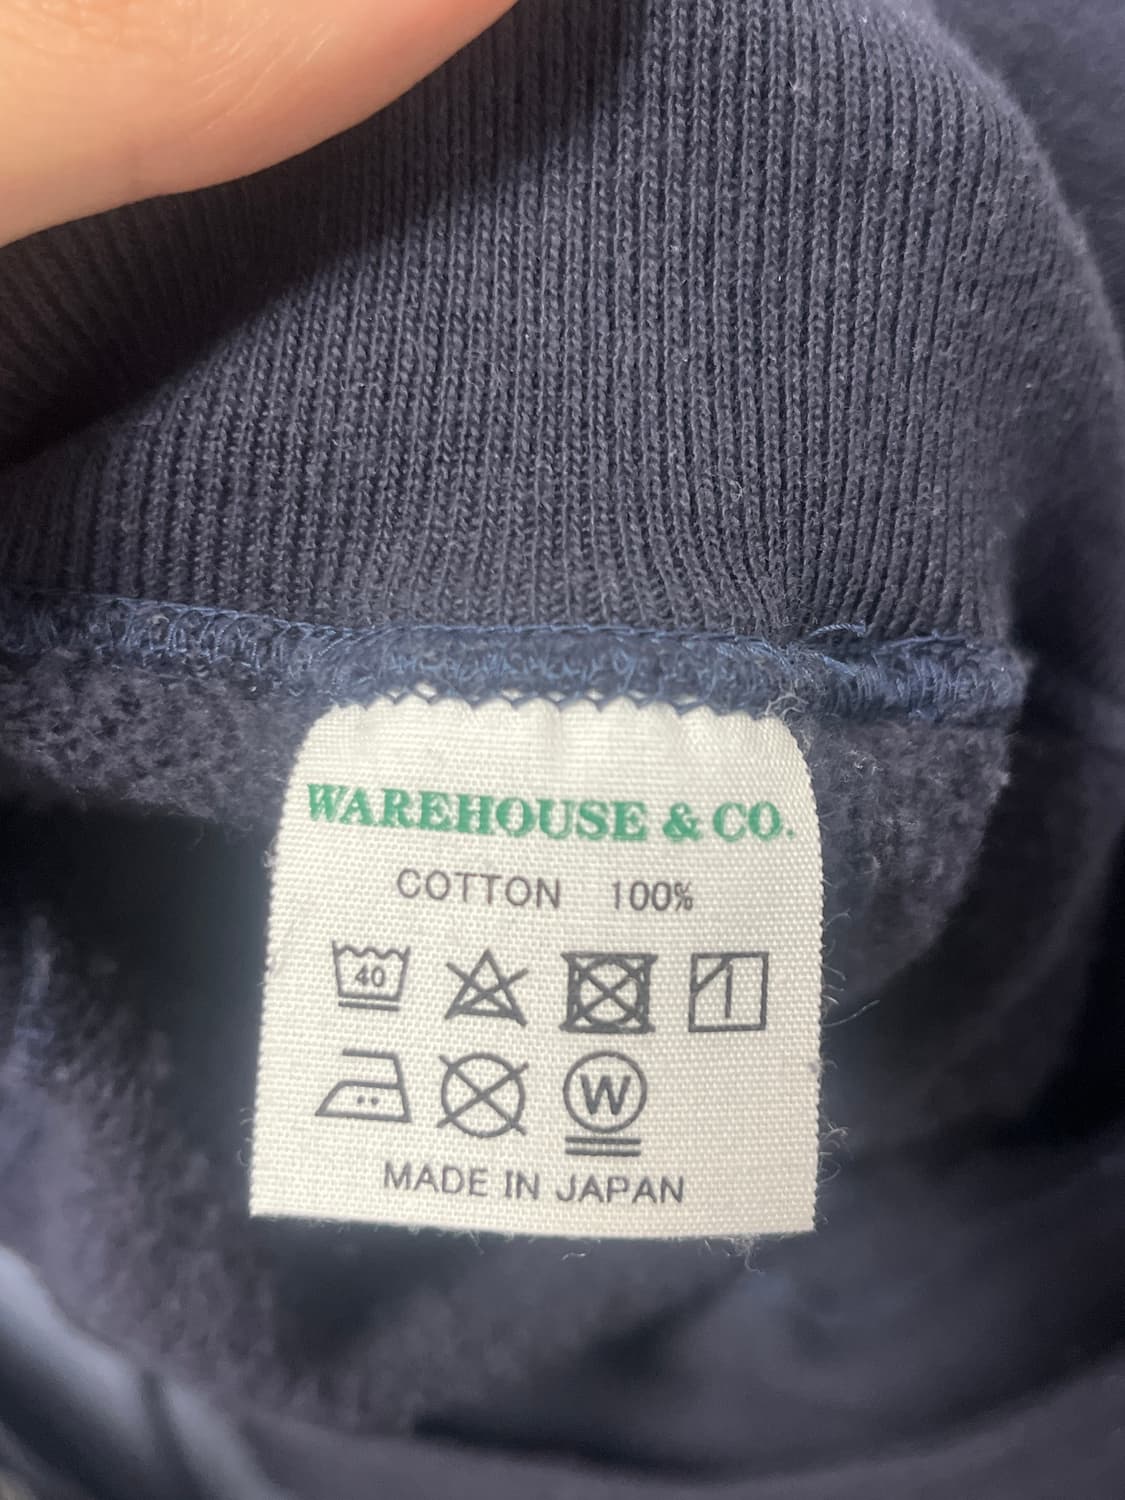 WAREHOUSE & CO.
COTTON 100%
40
W
MADE IN JAPAN